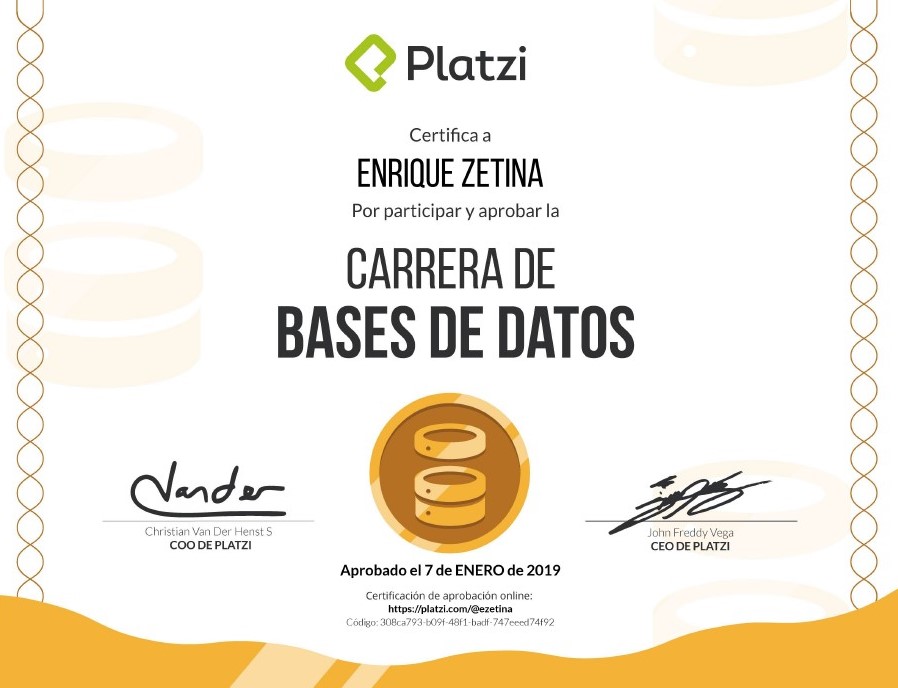 Platzi
Certifica a
ENRIQUE ZETINA
Por participar y aprobar la
CARRERA DE
BASES DE DATOS
Vander
Christian Van Der Henst S
COO DE PLATZI
John Freddy Vega
CEO DE PLATZI
Aprobado el 7 de ENERO de 2019
Certificación de aprobación online:
https://platzi.com/@ezetina
Código: 308ca793-b09f-48f1-badf-747eeed74f92